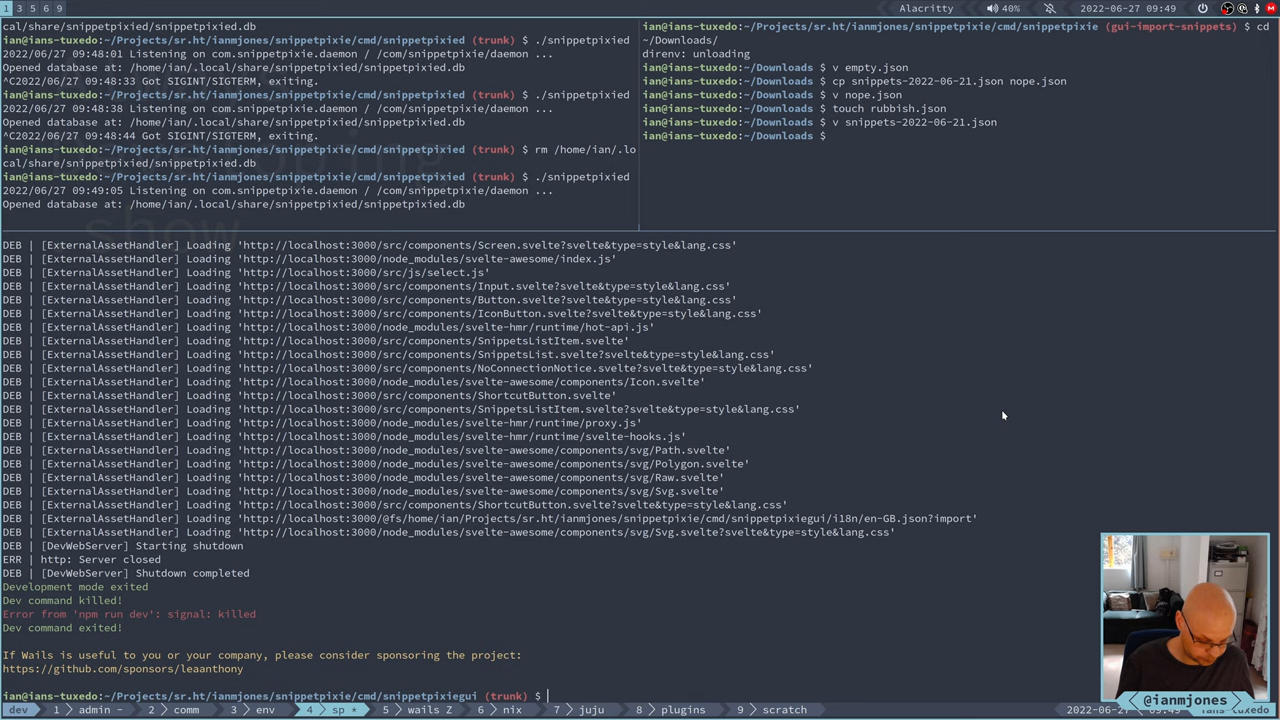 1 3 5 6 9
Alacritty
40%
2022-06-27 09:49
cal/share/snippetpixied/snippetpixied.db
ian@ians-tuxedo:~/Projects/sr.ht/ianmjones/snippetpixie/cmd/snippetpixied (trunk) $ ./snippetpixied
2022/06/27 09:48:01 Listening on com.snippetpixie.daemon / /com/snippetpixie/daemon ...
Opened database at: /home/ian/.local/share/snippetpixied/snippetpixied.db
^C2022/06/27 09:48:33 Got SIGINT/SIGTERM, exiting.
ian@ians-tuxedo:~/Projects/sr.ht/ianmjones/snippetpixie/cmd/snippetpixied (trunk) $ ./snippetpixied
2022/06/27 09:48:38 Listening on com.snippetpixie.daemon / /com/snippetpixie/daemon ...
Opened database at: /home/ian/.local/share/snippetpixied/snippetpixied.db
^C2022/06/27 09:48:44 Got SIGINT/SIGTERM, exiting.
ian@ians-tuxedo:~/Projects/sr.ht/ianmjones/snippetpixie/cmd/snippetpixied (trunk) $ rm /home/ian/.lo
cal/share/snippetpixied/snippetpixied.db
ian@ians-tuxedo:~/Projects/sr.ht/ianmjones/snippetpixie/cmd/snippetpixied (trunk) $ ./snippetpixied
2022/06/27 09:49:05 Listening on com.snippetpixie.daemon / /com/snippetpixie/daemon ...
Opened database at: /home/ian/.local/share/snippetpixied/snippetpixied.db
show
ian@ians-tuxedo:~/Projects/sr.ht/ianmjones/snippetpixie/cmd/snippetpixie (gui-import-snippets) $ cd
~/Downloads/
direnv: unloading
ian@ians-tuxedo:~/Downloads $ v empty.json
ian@ians-tuxedo:~/Downloads $ cp snippets-2022-06-21.json nope.json
ian@ians-tuxedo:~/Downloads $ v nope.json
ian@ians-tuxedo:~/Downloads $ touch rubbish.json
ian@ians-tuxedo:~/Downloads $ v snippets-2022-06-21.json
ian@ians-tuxedo:~/Downloads $
DEB | [ExternalAssetHandler] Loading 'http://localhost:3000/src/components/Screen.svelte?svelte&type=style&lang.css'
DEB | [ExternalAssetHandler] Loading 'http://localhost:3000/node_modules/svelte-awesome/index.js'
DEB | [ExternalAssetHandler] Loading 'http://localhost:3000/src/js/select.js'
DEB | [ExternalAssetHandler] Loading 'http://localhost:3000/src/components/Input.svelte?svelte&type=style&lang.css'
DEB | [ExternalAssetHandler] Loading 'http://localhost:3000/src/components/Button.svelte?svelte&type=style&lang.css'
DEB | [ExternalAssetHandler] Loading 'http://localhost:3000/src/components/IconButton.svelte?svelte&type=style&lang.css'
DEB | [ExternalAssetHandler] Loading 'http://localhost:3000/node_modules/svelte-hmr/runtime/hot-api.js'
DEB | [ExternalAssetHandler] Loading 'http://localhost:3000/src/components/SnippetsListItem.svelte'
DEB | [ExternalAssetHandler] Loading 'http://localhost:3000/src/components/SnippetsList.svelte?svelte&type=style&lang.css'
DEB | [ExternalAssetHandler] Loading 'http://localhost:3000/src/components/NoConnectionNotice.svelte?svelte&type=style&lang.css'
DEB | [ExternalAssetHandler] Loading 'http://localhost:3000/node_modules/svelte-awesome/components/Icon.svelte'
DEB | [ExternalAssetHandler] Loading 'http://localhost:3000/src/components/ShortcutButton.svelte'
DEB | [ExternalAssetHandler] Loading 'http://localhost:3000/src/components/SnippetsListItem.svelte?svelte&type=style&lang.css'
DEB | [ExternalAssetHandler] Loading 'http://localhost:3000/node_modules/svelte-hmr/runtime/proxy.js'
DEB | [ExternalAssetHandler] Loading 'http://localhost:3000/node_modules/svelte-hmr/runtime/svelte-hooks.js'
DEB | [ExternalAssetHandler] Loading 'http://localhost:3000/node_modules/svelte-awesome/components/svg/Path.svelte'
DEB | [ExternalAssetHandler] Loading 'http://localhost:3000/node_modules/svelte-awesome/components/svg/Polygon.svelte'
DEB | [ExternalAssetHandler] Loading 'http://localhost:3000/node_modules/svelte-awesome/components/svg/Raw.svelte'
DEB | [ExternalAssetHandler] Loading 'http://localhost:3000/node_modules/svelte-awesome/components/svg/Svg.svelte'
DEB | [ExternalAssetHandler] Loading 'http://localhost:3000/src/components/ShortcutButton.svelte?svelte&type=style&lang.css'
DEB | [ExternalAssetHandler] Loading 'http://localhost:3000/@fs/home/ian/Projects/sr.ht/ianmjones/snippetpixie/cmd/snippetpixiegui/i18n/en-GB.json?import'
DEB | [ExternalAssetHandler] Loading 'http://localhost:3000/node_modules/svelte-awesome/components/svg/Svg.svelte?svelte&type=style&lang.css'
DEB | [DevWebServer] Starting shutdown
ERR | http: Server closed
DEB | [DevWebServer] Shutdown completed
Development mode exited
Dev command killed!
Error from 'npm run dev': signal: killed
Dev command exited!
If Wails is useful to you or your company, please consider sponsoring the project:
https://github.com/sponsors/leaanthony
ian@ians-tuxedo:~/Projects/sr.ht/ianmjones/snippetpixie/cmd/snippetpixiegui (trunk) $
@ianmjones
dev 1 admin - 2 comm 3 env 4 sp * 5 wails Z 6 nix 7 juju 8 plugins 9 scratch